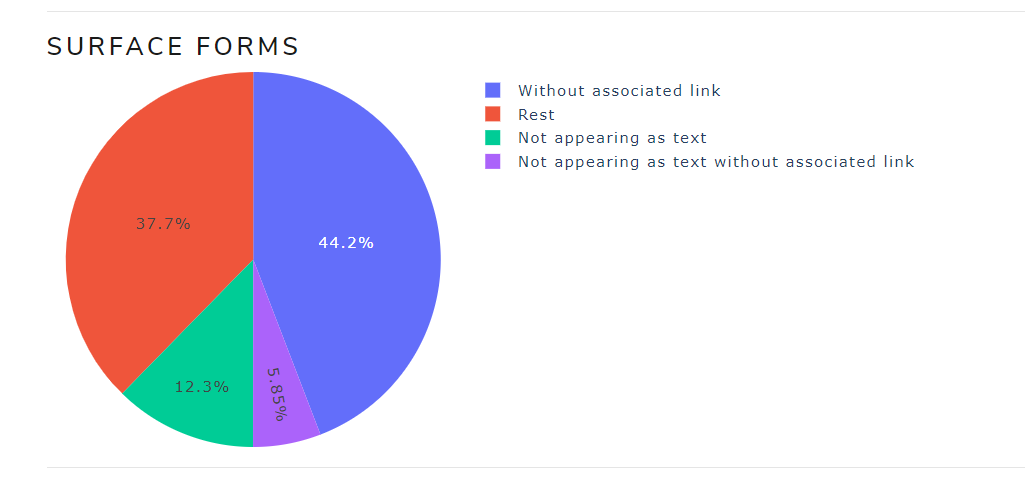 SURFACE FORMS
Without associated link
Rest
Not appearing as text
Not appearing as text without associated link
37.7%
44.2%
12.3%
5.85%